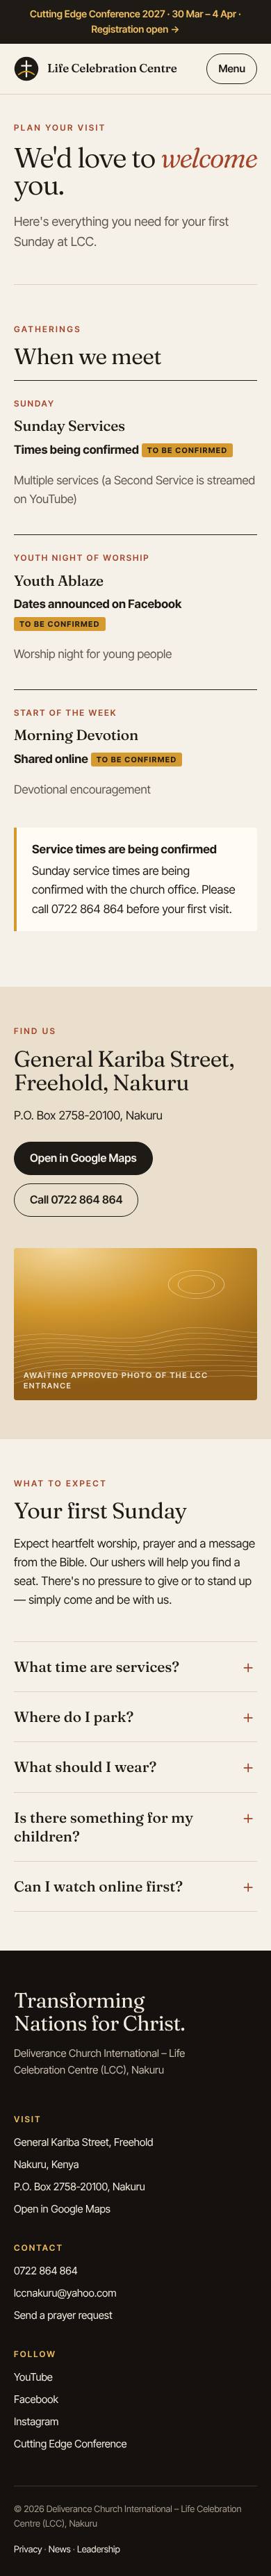 Cutting Edge Conference 2027 · 30 Mar – 4 Apr ·
Registration open →
Life Celebration Centre
Menu
PLAN YOUR VISIT
We'd love to welcome
you.
Here's everything you need for your first
Sunday at LCC.
GATHERINGS
When we meet
SUNDAY
Sunday Services
Times being confirmed TO BE CONFIRMED
Multiple services (a Second Service is streamed
on YouTube)
YOUTH NIGHT OF WORSHIP
Youth Ablaze
Dates announced on Facebook
TO BE CONFIRMED
Worship night for young people
START OF THE WEEK
Morning Devotion
Shared online TO BE CONFIRMED
Devotional encouragement
Service times are being confirmed
Sunday service times are being
confirmed with the church office. Please
call 0722 864 864 before your first visit.
FIND US
General Kariba Street,
Freehold, Nakuru
P.O. Box 2758-20100, Nakuru
Open in Google Maps
Call 0722 864 864
AWAITING APPROVED PHOTO OF THE LCC
ENTRANCE
WHAT TO EXPECT
Your first Sunday
Expect heartfelt worship, prayer and a message
from the Bible. Our ushers will help you find a
seat. There's no pressure to give or to stand up
— simply come and be with us.
What time are services? +
Where do I park? +
What should I wear? +
Is there something for my +
children?
Can I watch online first? +
Transforming
Nations for Christ.
Deliverance Church International – Life
Celebration Centre (LCC), Nakuru
VISIT
General Kariba Street, Freehold
Nakuru, Kenya
P.O. Box 2758-20100, Nakuru
Open in Google Maps
CONTACT
0722 864 864
lccnakuru@yahoo.com
Send a prayer request
FOLLOW
YouTube
Facebook
Instagram
Cutting Edge Conference
© 2026 Deliverance Church International – Life Celebration
Centre (LCC), Nakuru
Privacy · News · Leadership